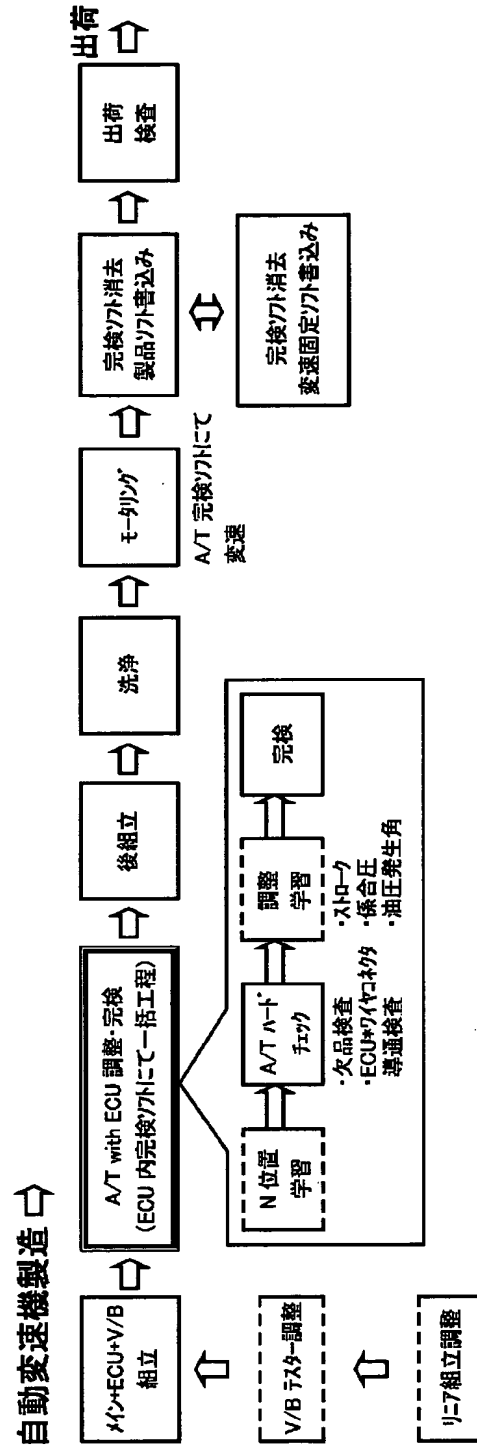 自動変速機製造
メイン+ECU+V/B
組立
V/B テスター調整
リニア組立調整
A/T with ECU 調整・完検
(ECU 内完検ソフトにて一括工程)
N 位置
学習
A/T ハード
チェック
・欠品検査
・ECU*ワイヤコネクタ
導通検査
調整
学習
・ストローク
・係合圧
・油圧発生角
完検
後組立
洗浄
モータリング
A/T 完検ソフトにて
変速
完検ソフト消去
製品ソフト書込み
完検ソフト消去
変速固定ソフト書込み
出荷
検査
出荷